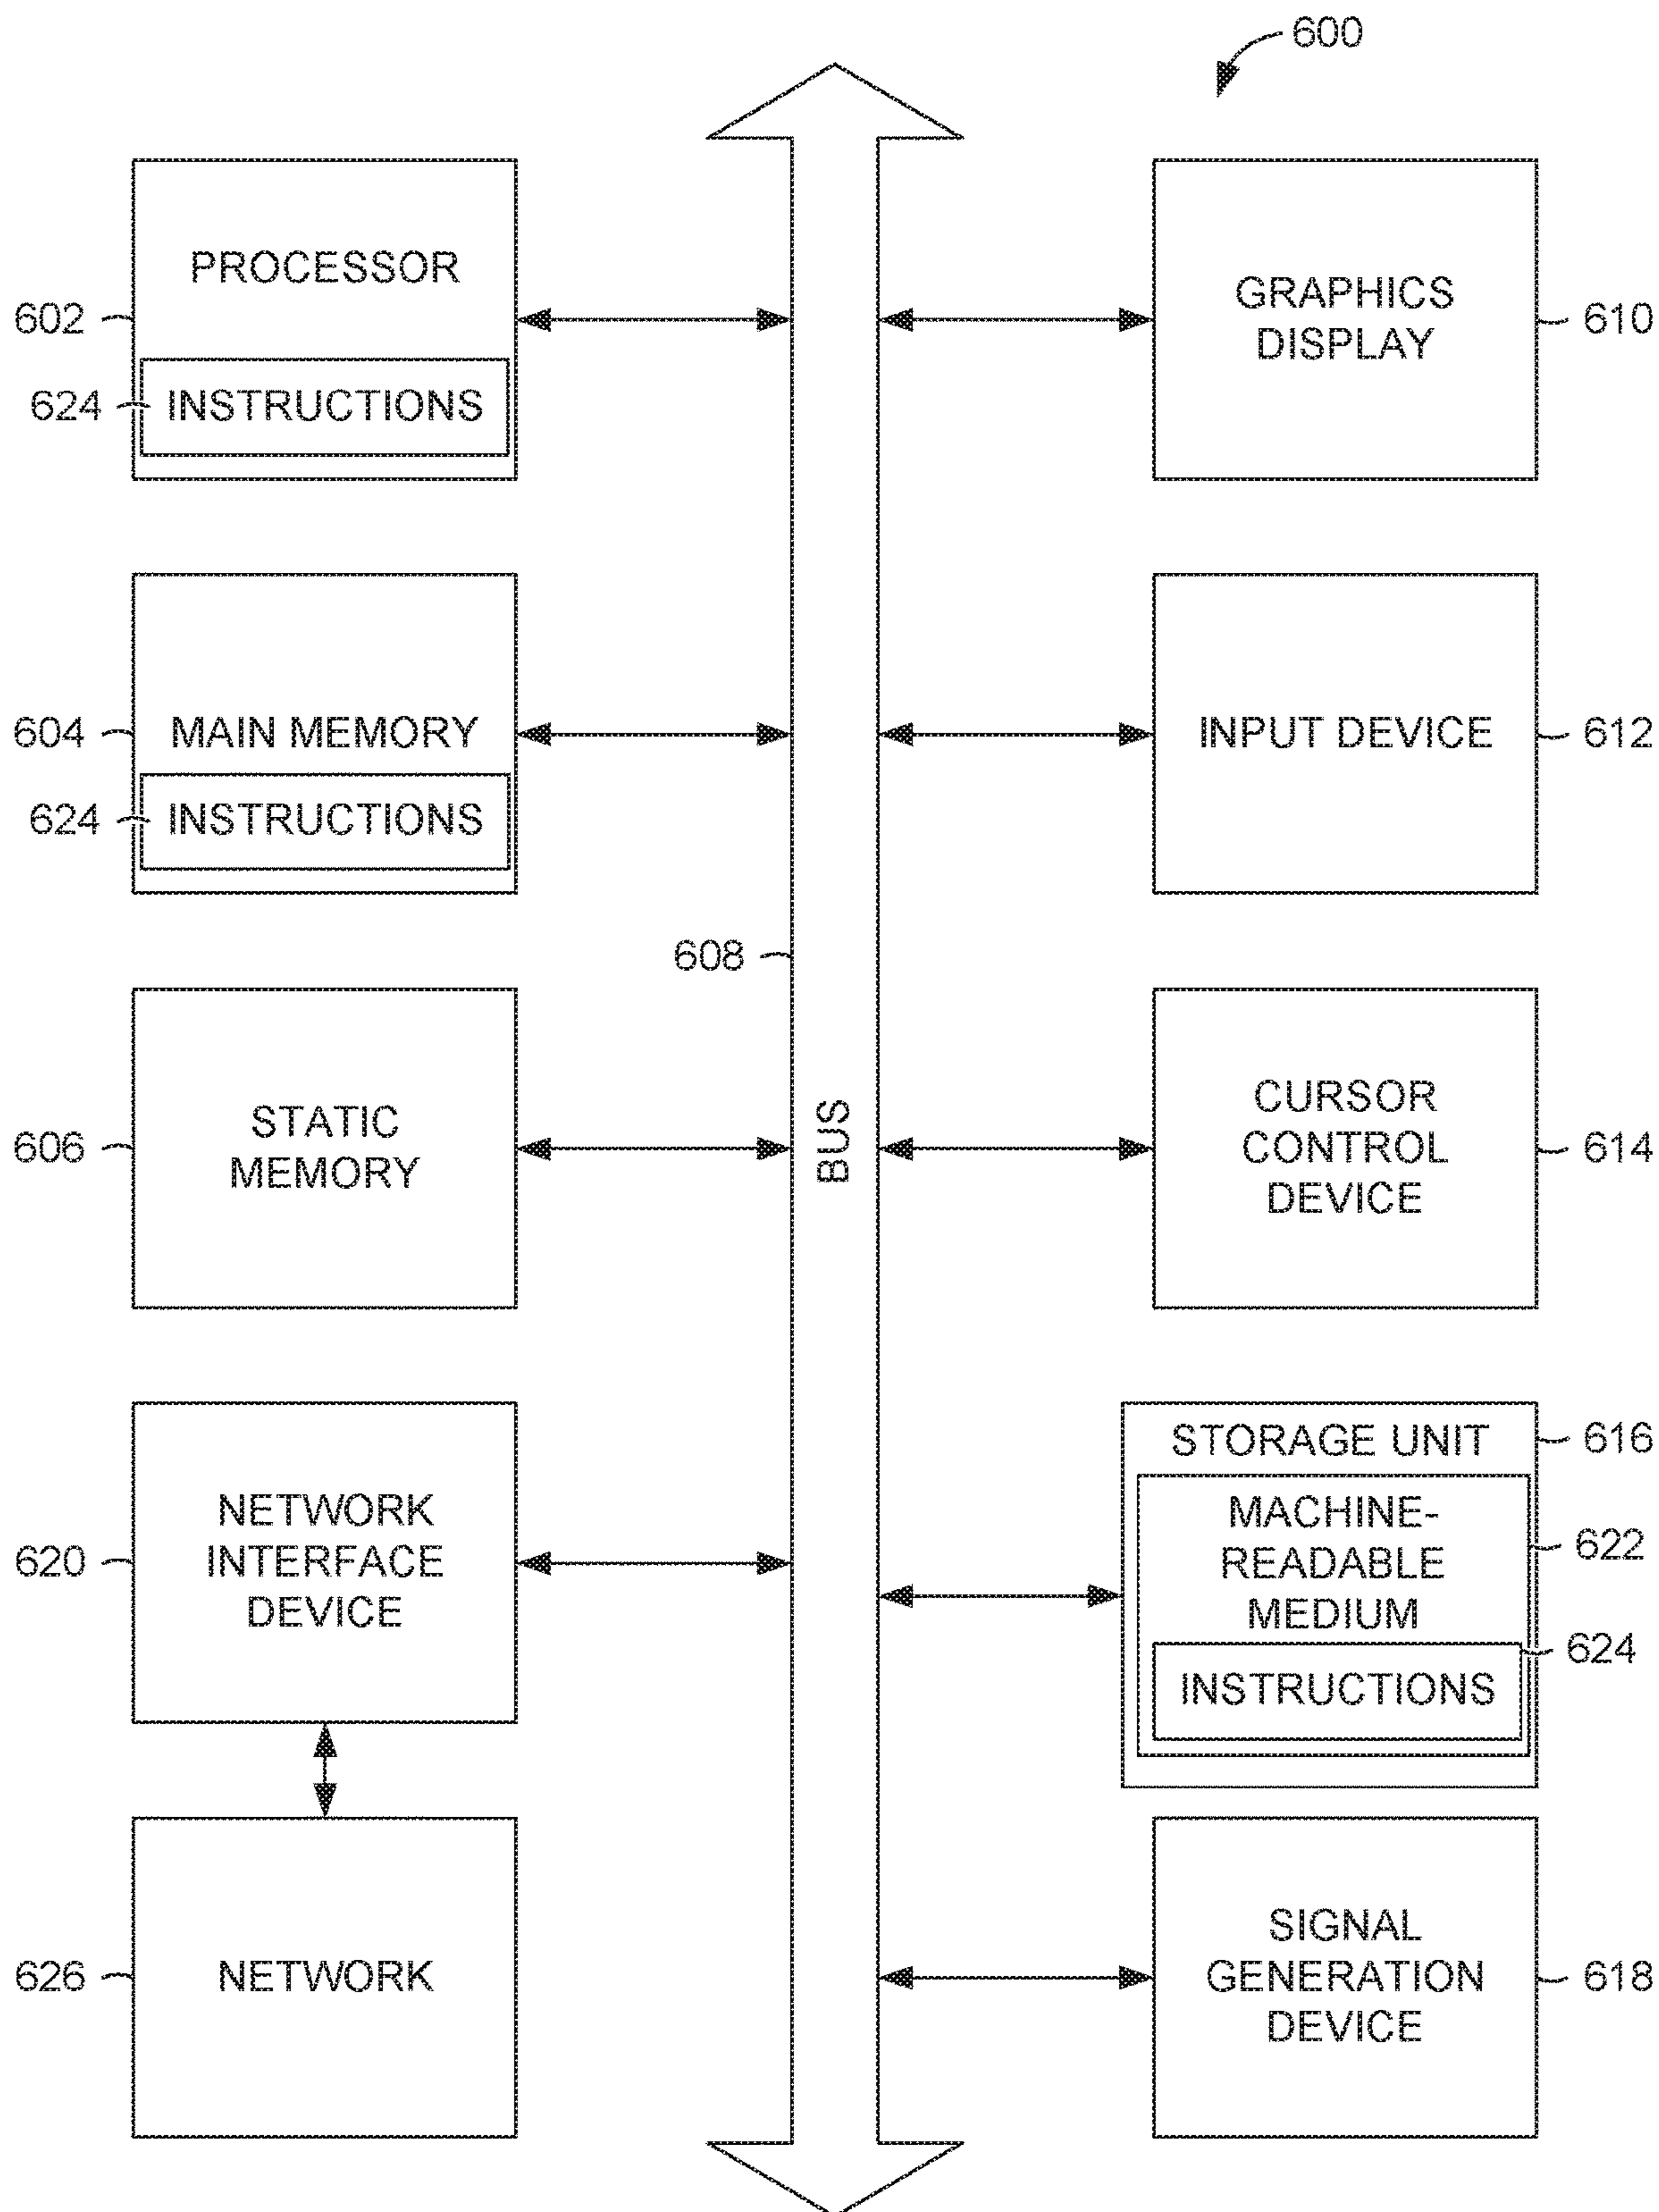 600
PROCESSOR
602
624
INSTRUCTIONS
GRAPHICS
DISPLAY
610
604
MAIN MEMORY
624
INSTRUCTIONS
INPUT DEVICE
612
608
BUS
606
STATIC
MEMORY
CURSOR
CONTROL
DEVICE
614
620
NETWORK
INTERFACE
DEVICE
STORAGE UNIT
616
MACHINE-
READABLE
MEDIUM
622
624
INSTRUCTIONS
626
NETWORK
SIGNAL
GENERATION
DEVICE
618